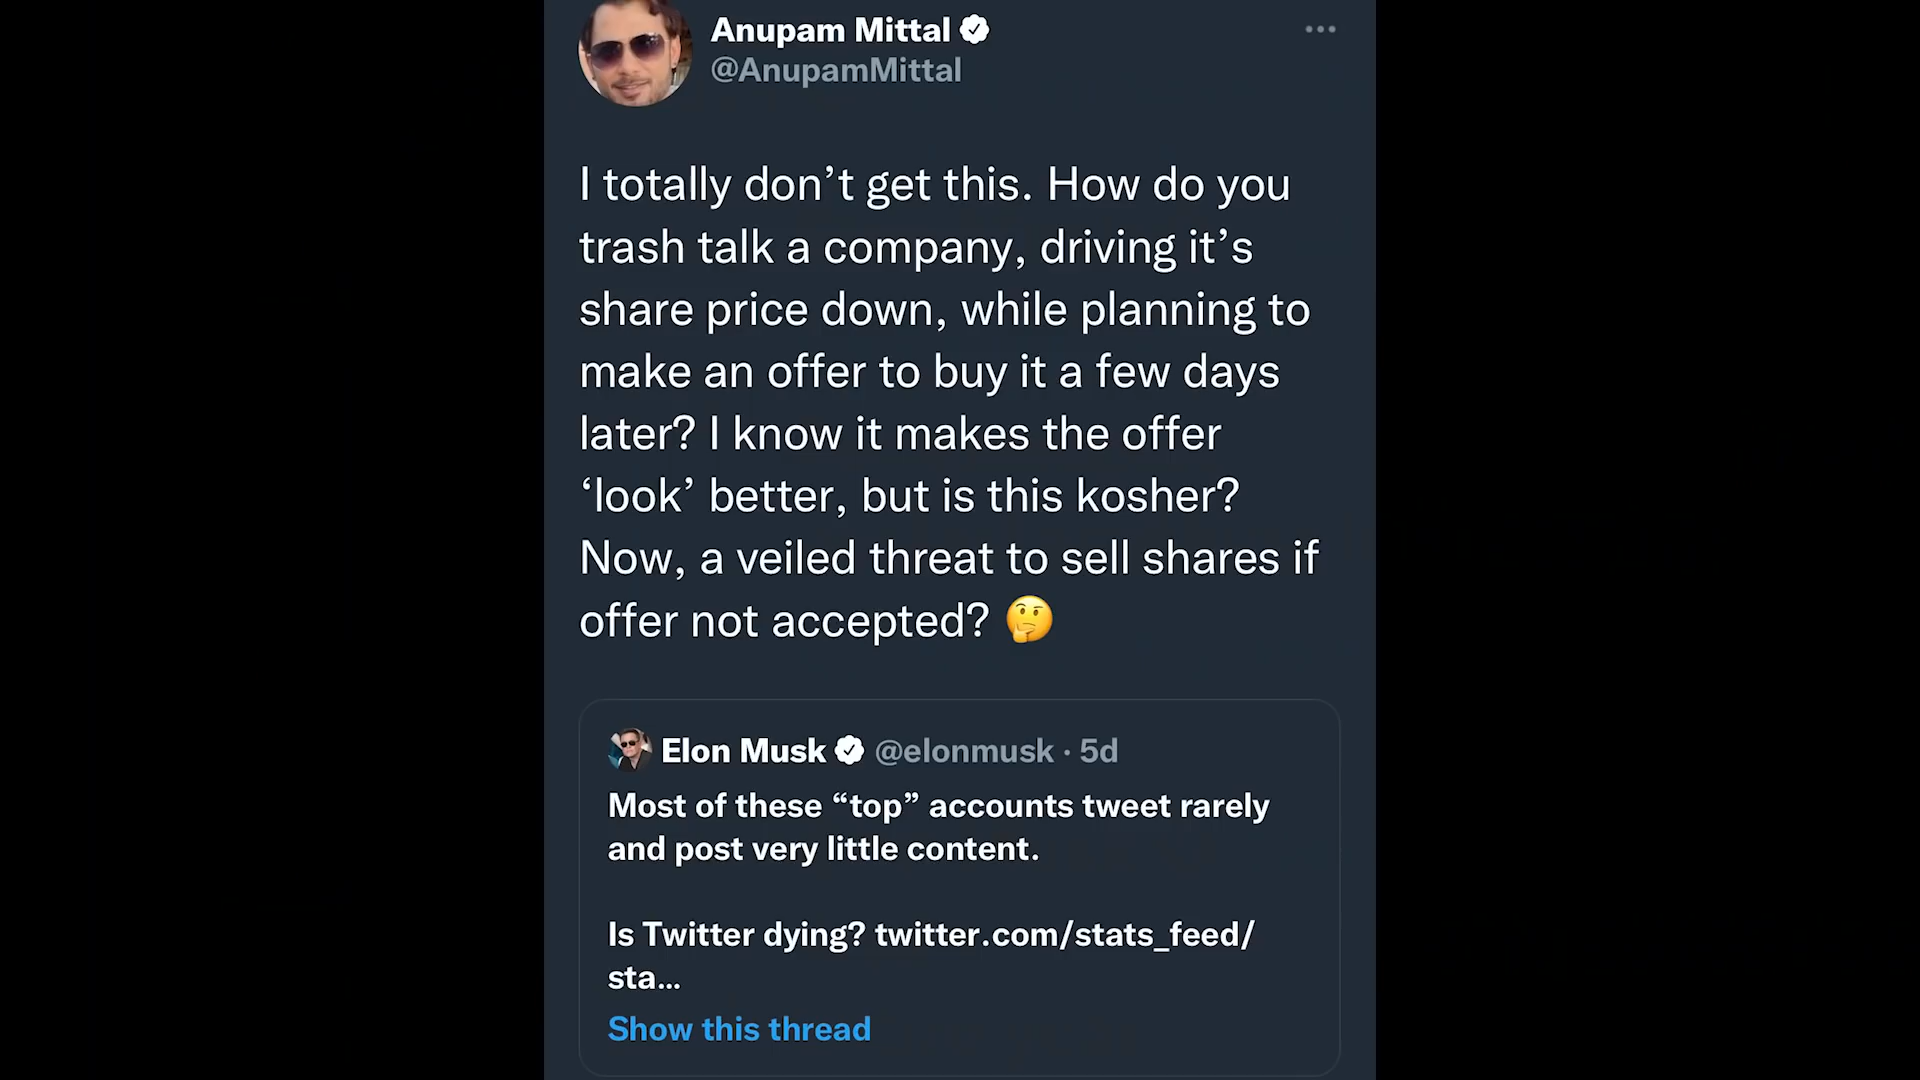 Anupam Mittal
@AnupamMittal
I totally don’t get this. How do you
trash talk a company, driving it’s
share price down, while planning to
make an offer to buy it a few days
later? I know it makes the offer
‘look’ better, but is this kosher?
Now, a veiled threat to sell shares if
offer not accepted? 🤔
Elon Musk @elonmusk · 5d
Most of these “top” accounts tweet rarely
and post very little content.
Is Twitter dying? twitter.com/stats_feed/
sta...
Show this thread